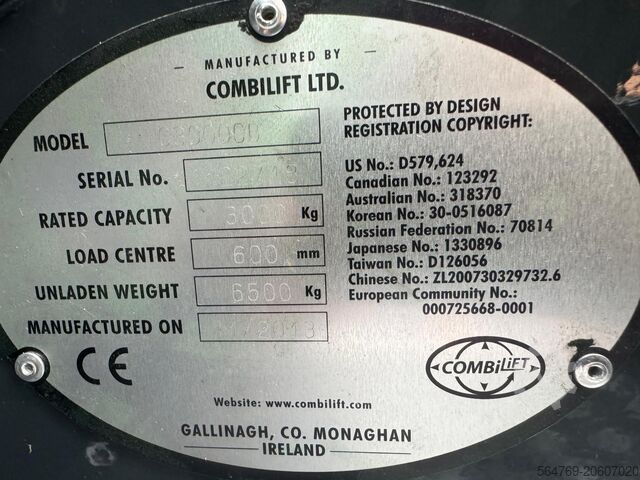 MANUFACTURED BY
COMBILIFT LTD.
MODEL
SERIAL No.
RATED CAPACITY 3000 Kg
LOAD CENTRE 600 mm
UNLADEN WEIGHT 6500 Kg
MANUFACTURED ON
CE
PROTECTED BY DESIGN
REGISTRATION COPYRIGHT:
US No.: D579,624
Canadian No.: 123292
Australian No.: 318370
Korean No.: 30-0516087
Russian Federation No.: 70814
Japanese No.: 1330896
Taiwan No.: D126056
Chinese No.: ZL200730329732.6
European Community No.:
000725668-0001
COMBiLiFT
Website: www.combilift.com
GALLINAGH, CO. MONAGHAN
IRELAND
564769-20607020